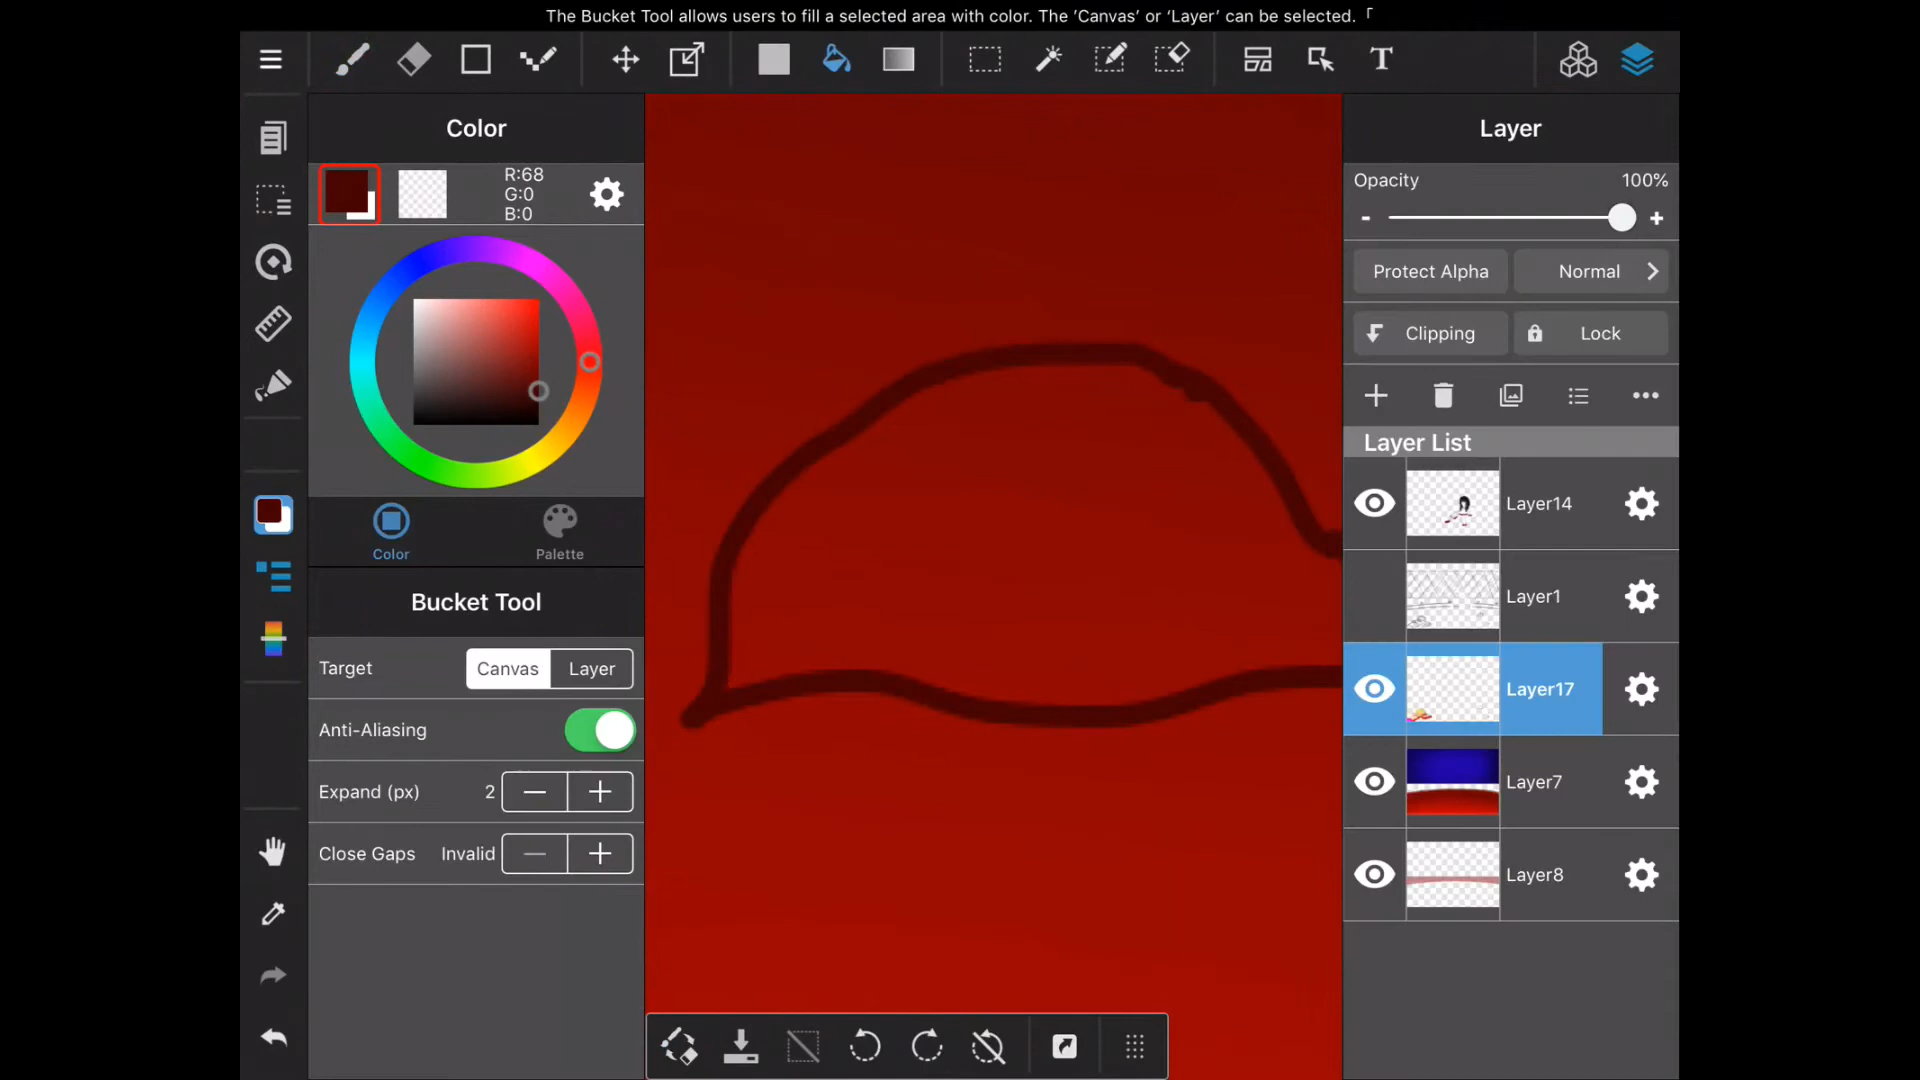 The Bucket Tool allows users to fill a selected area with color. The ’Canvas’ or ‘Layer’ can be selected. ｢
T
Color
R:68
G:0
B:0
Color
Palette
Bucket Tool
Target
Canvas
Layer
Anti-Aliasing
Expand (px)
2
Close Gaps
Invalid
Layer
Opacity
100%
Protect Alpha
Normal
Clipping
Lock
Layer List
Layer14
Layer1
Layer17
Layer7
Layer8